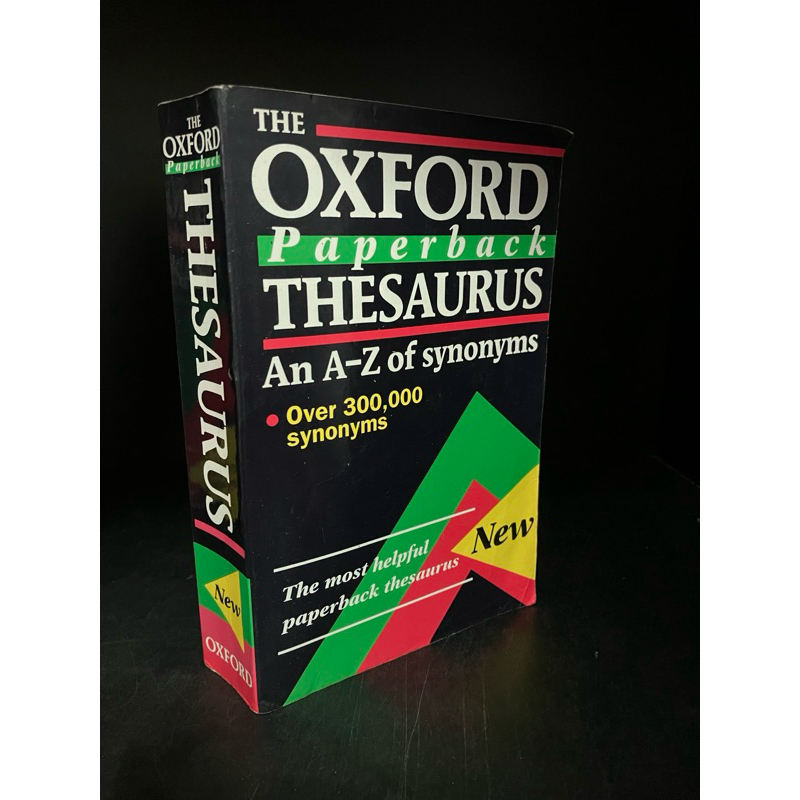 THE
OXFORD
Paperback
THESAURUS
New
OXFORD
THE
OXFORD
Paperback
THESAURUS
An A-Z of synonyms
Over 300,000
synonyms
New
The most helpful
paperback thesaurus